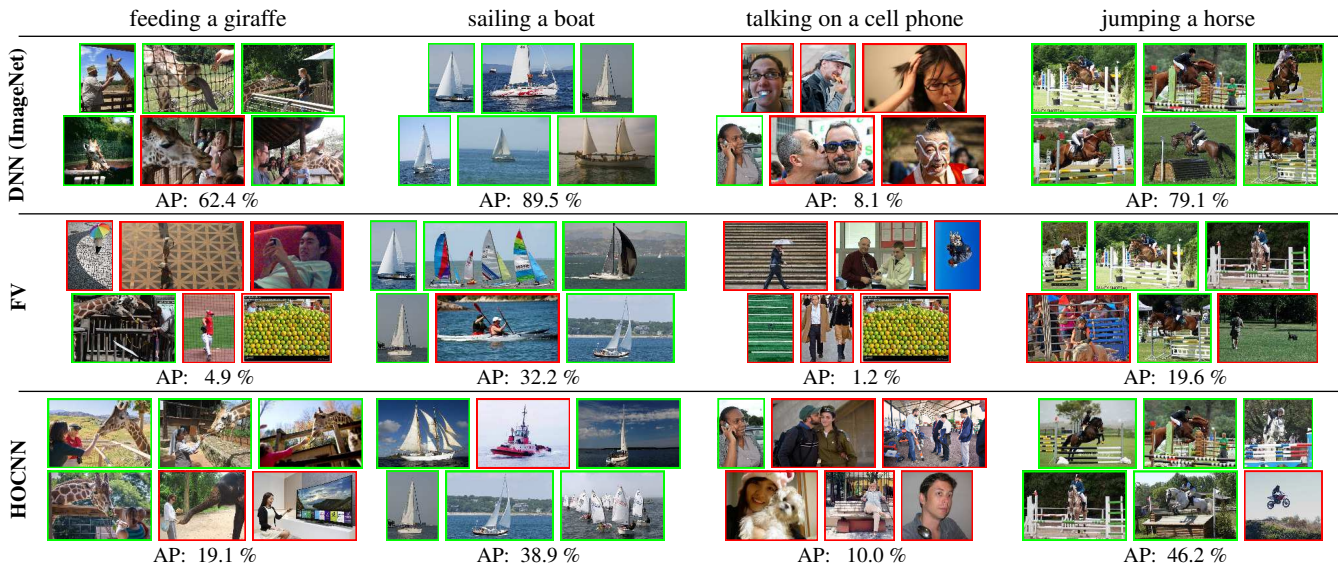 feeding a giraffe sailing a boat talking on a cell phone jumping a horse
DNN (ImageNet)
AP: 62.4 % AP: 89.5 % AP: 8.1 % AP: 79.1 %
FV
AP: 4.9 % AP: 32.2 % AP: 1.2 % AP: 19.6 %
HOCNN
AP: 19.1 % AP: 38.9 % AP: 10.0 % AP: 46.2 %